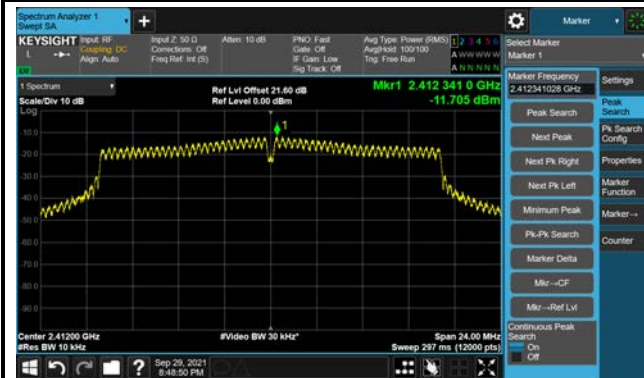 Spectrum Analyzer 1
Swept SA
+
Marker
KEYSIGHT
Input: RF
Coupling: DC
Align: Auto
Input Z: 50 Ω
Corrections: Off
Freq Ref: Int (S)
Atten: 10 dB
PNO: Fast
Gate: Off
IF Gain: Low
Sig Track: Off
Avg Type: Power (RMS)
Avg|Hold: 100/100
Trig: Free Run
1 2 3 4 5 6
A W W W W W
A N N N N N
Select Marker
Marker 1
1 Spectrum
Scale/Div 10 dB
Log
Ref Lvl Offset 21.60 dB
Ref Level 0.00 dBm
Mkr1 2.412 341 0 GHz
-11.705 dBm
1
-10.0
-20.0
-30.0
-40.0
-50.0
-60.0
-70.0
-80.0
-90.0
Center 2.41200 GHz
#Res BW 10 kHz
#Video BW 30 kHz*
Span 24.00 MHz
Sweep 297 ms (12000 pts)
Marker Frequency
2.412341028 GHz
Peak Search
Next Peak
Next Pk Right
Next Pk Left
Minimum Peak
Pk-Pk Search
Marker Delta
Mkr→CF
Mkr→Ref Lvl
Continuous Peak
Search
On
Off
Settings
Peak
Search
Pk Search
Config
Properties
Marker
Function
Marker→
Counter
Sep 29, 2021
8:48:50 PM